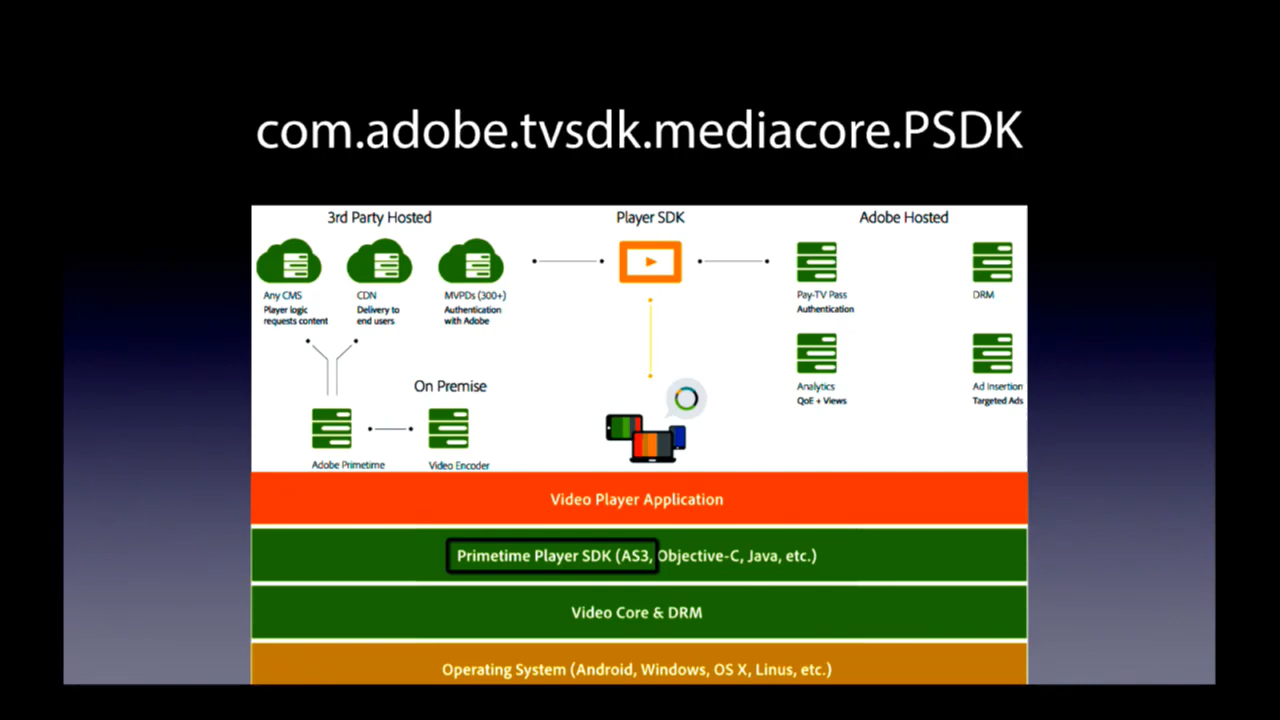 com.adobe.tvsdk.mediacore.PSDK
3rd Party Hosted
Player SDK
Adobe Hosted
Any CMS
Player logic
requests content
CDN
Delivery to
end users
MVPDs (300+)
Authentication
with Adobe
Pay-TV Pass
Authentication
DRM
On Premise
Analytics
QoE + Views
Ad Insertion
Targeted Ads
Adobe Primetime
Video Encoder
Video Player Application
Primetime Player SDK (AS3, Objective-C, Java, etc.)
Video Core & DRM
Operating System (Android, Windows, OS X, Linus, etc.)